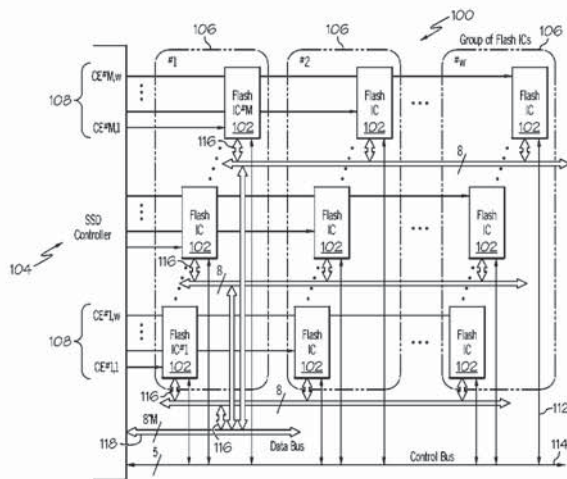 106
106
100
Group of Flash ICs
106
#1
#2
#w
108
CE#M,w
CE#M,1
Flash IC#M 102
Flash IC 102
Flash IC 102
116
8
SSD Controller
104
Flash IC 102
Flash IC 102
Flash IC 102
116
8
108
CE#1,w
CE#1,1
Flash IC#1 102
Flash IC 102
Flash IC 102
116
8
112
8*M
118
116
Data Bus
114
5
Control Bus